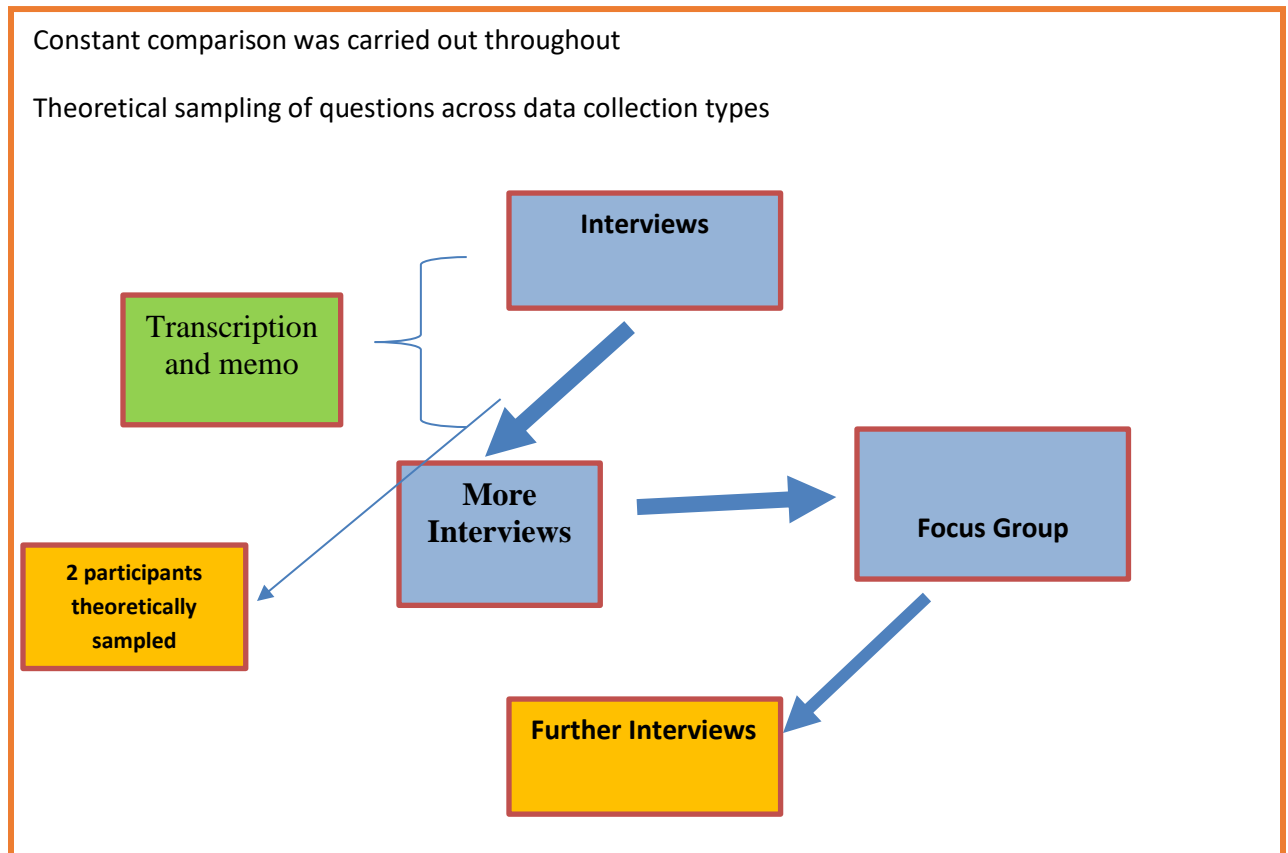 Constant comparison was carried out throughout
Theoretical sampling of questions across data collection types
Interviews
Transcription
and memo
More
Interviews
Focus Group
2 participants
theoretically
sampled
Further Interviews